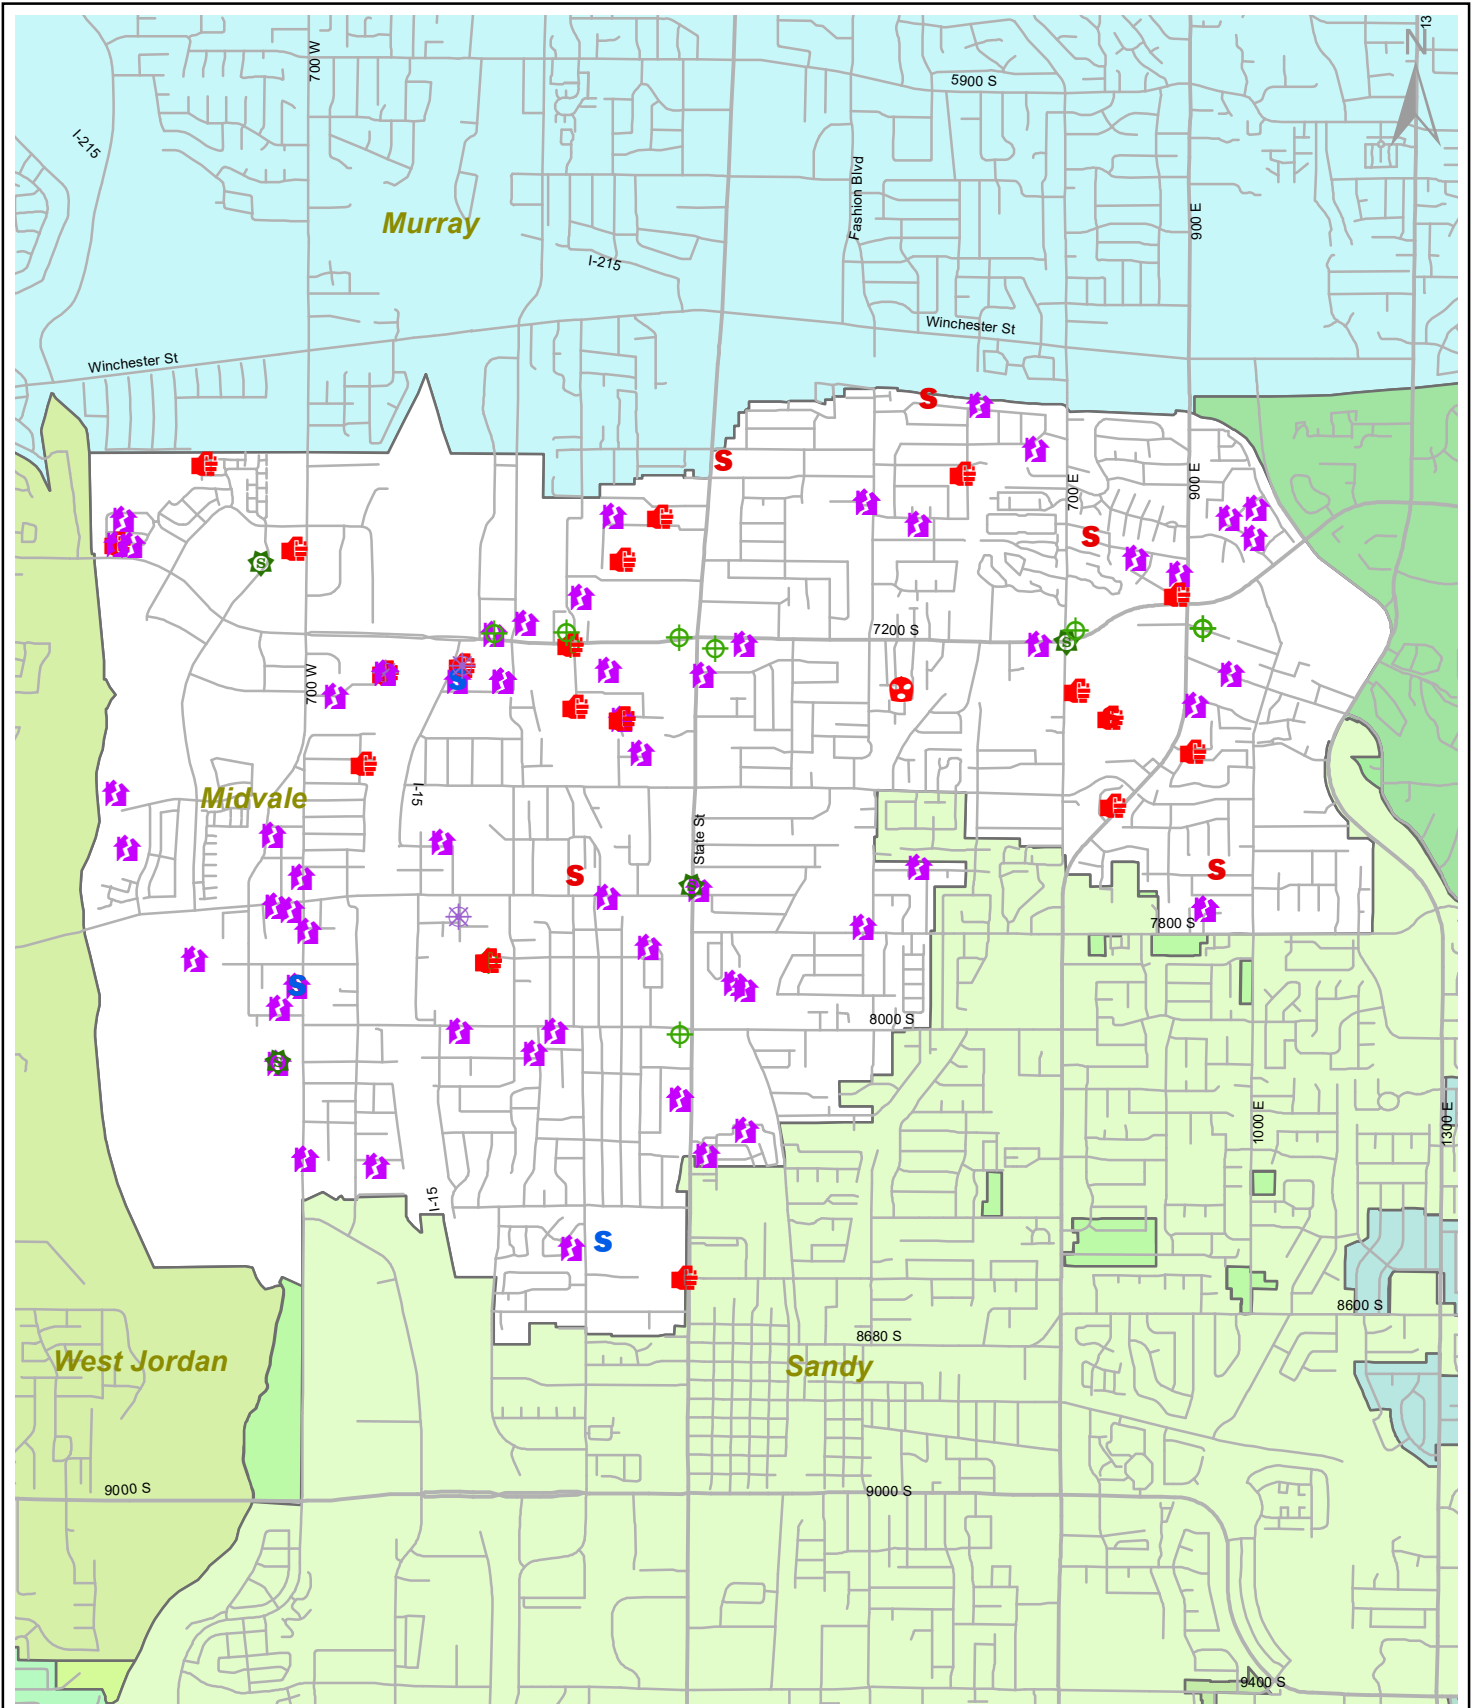 13
N
700 W
5900 S
I-215
Fashion Blvd
900 E
Murray
I-215
Winchester St
Winchester St
S
S
900 E
700 E
S
S
7200 S
S
700 W
S
I-15
Midvale
State St
S
S
S
7800 S
S
8000 S
S
1000 E
1300 E
I-15
S
8600 S
8680 S
West Jordan
Sandy
9000 S
9000 S
9400 S